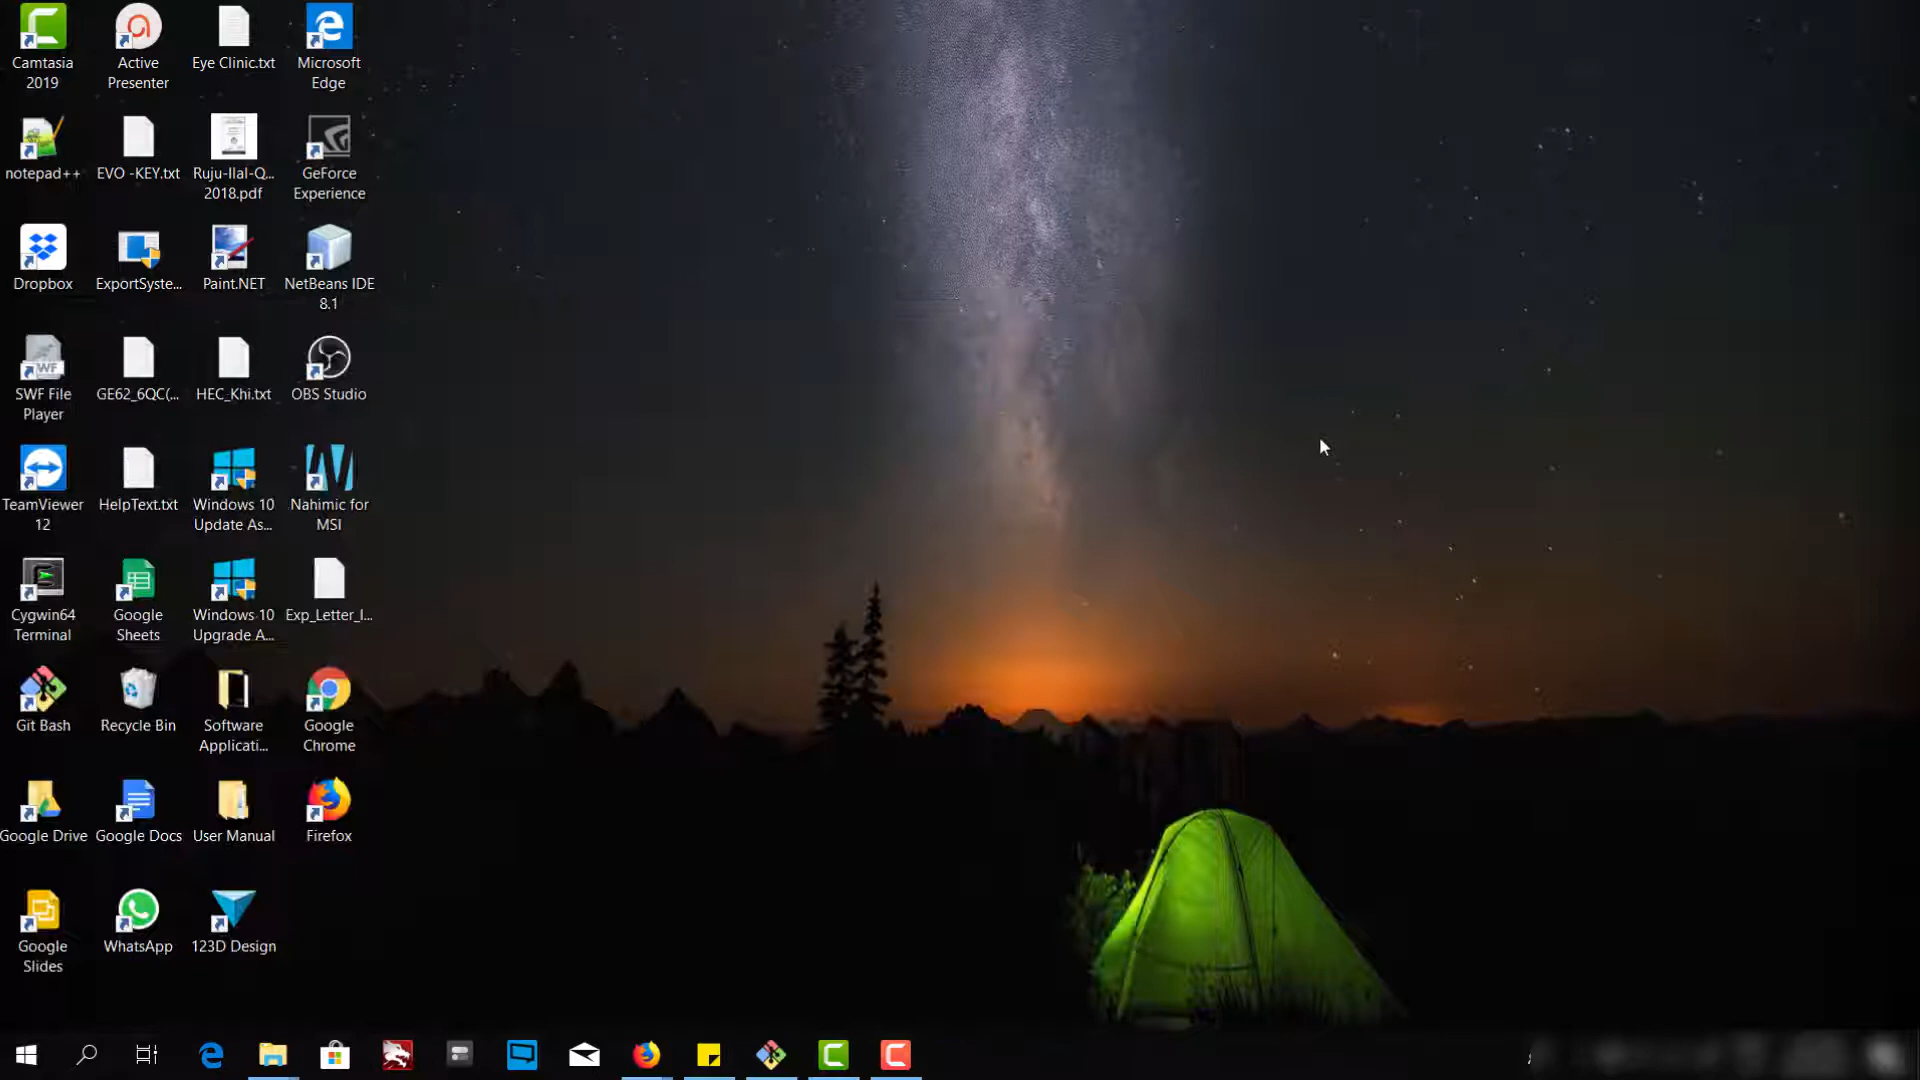 Camtasia
2019
Active
Presenter
Eye Clinic.txt
Microsoft
Edge
notepad++
EVO -KEY.txt
Ruju-Ilal-Q...
2018.pdf
GeForce
Experience
Dropbox
ExportSyste...
Paint.NET
NetBeans IDE
8.1
SWF File
Player
GE62_6QC(...
HEC_Khi.txt
OBS Studio
TeamViewer
12
HelpText.txt
Windows 10
Update As...
Nahimic for
MSI
Cygwin64
Terminal
Google
Sheets
Windows 10
Upgrade A...
Exp_Letter_I...
Git Bash
Recycle Bin
Software
Applicati...
Google
Chrome
Google Drive
Google Docs
User Manual
Firefox
Google
Slides
WhatsApp
123D Design